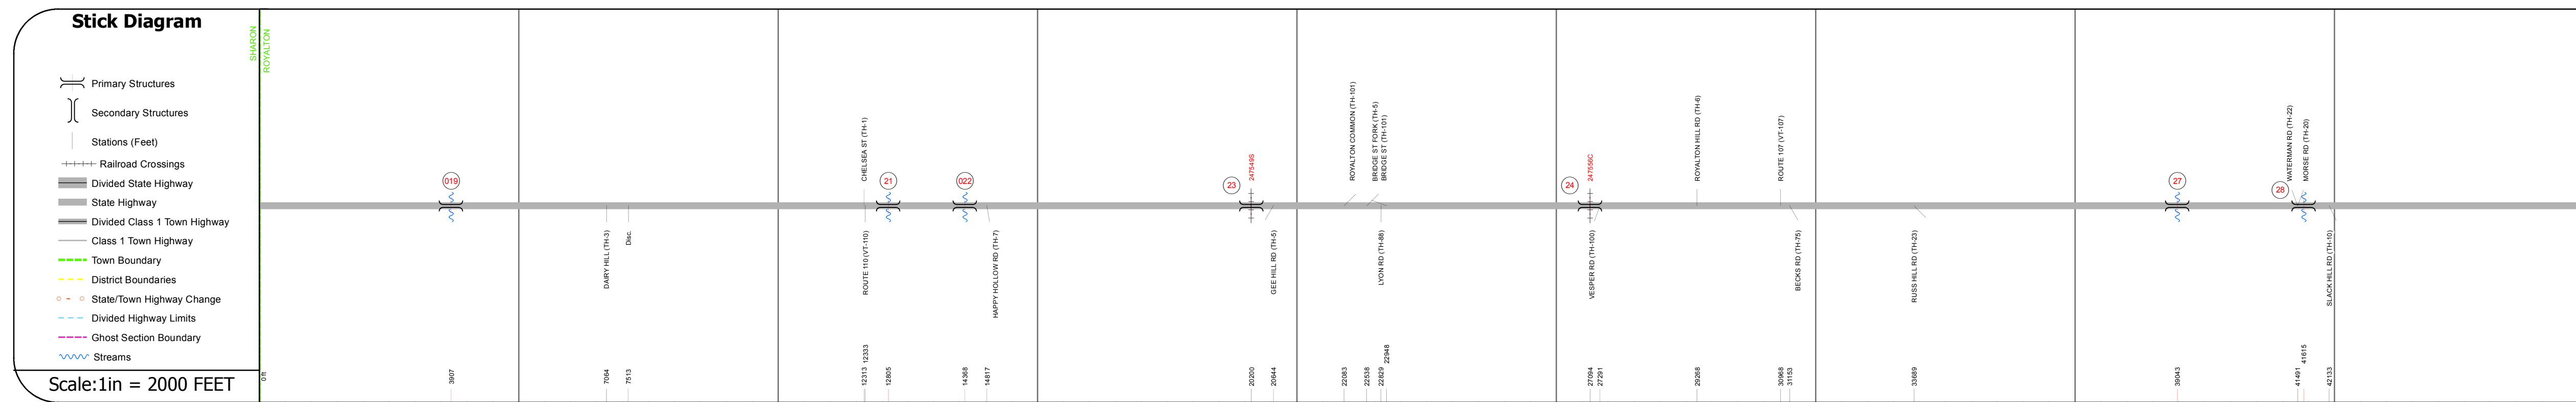 Stick Diagram
Primary Structures
Secondary Structures
Stations (Feet)
Railroad Crossings
Divided State Highway
State Highway
Divided Class 1 Town Highway
Class 1 Town Highway
Town Boundary
District Boundaries
State/Town Highway Change
Divided Highway Limits
Ghost Section Boundary
Streams
Scale:1in = 2000 FEET
SHARON
ROYALTON
019
CHELSEA ST (TH-1)
21
022
23
247549S
ROYALTON COMMON (TH-101)
BRIDGE ST FORK (TH-5)
BRIDGE ST (TH-101)
24
247556C
ROYALTON HILL RD (TH-6)
ROUTE 107 (VT-107)
27
28
WATERMAN RD (TH-22)
MORSE RD (TH-20)
DAIRY HILL (TH-3)
Disc.
ROUTE 110 (VT-110)
HAPPY HOLLOW RD (TH-7)
GEE HILL RD (TH-5)
LYON RD (TH-88)
VESPER RD (TH-100)
BECKS RD (TH-75)
RUSS HILL RD (TH-23)
SLACK HILL RD (TH-10)
0 ft
3907
7064
7513
12313
12333
12805
14368
14817
20200
20644
22083
22538
22829
22948
27094
27291
29268
30968
31153
33689
39043
41491
41615
42133